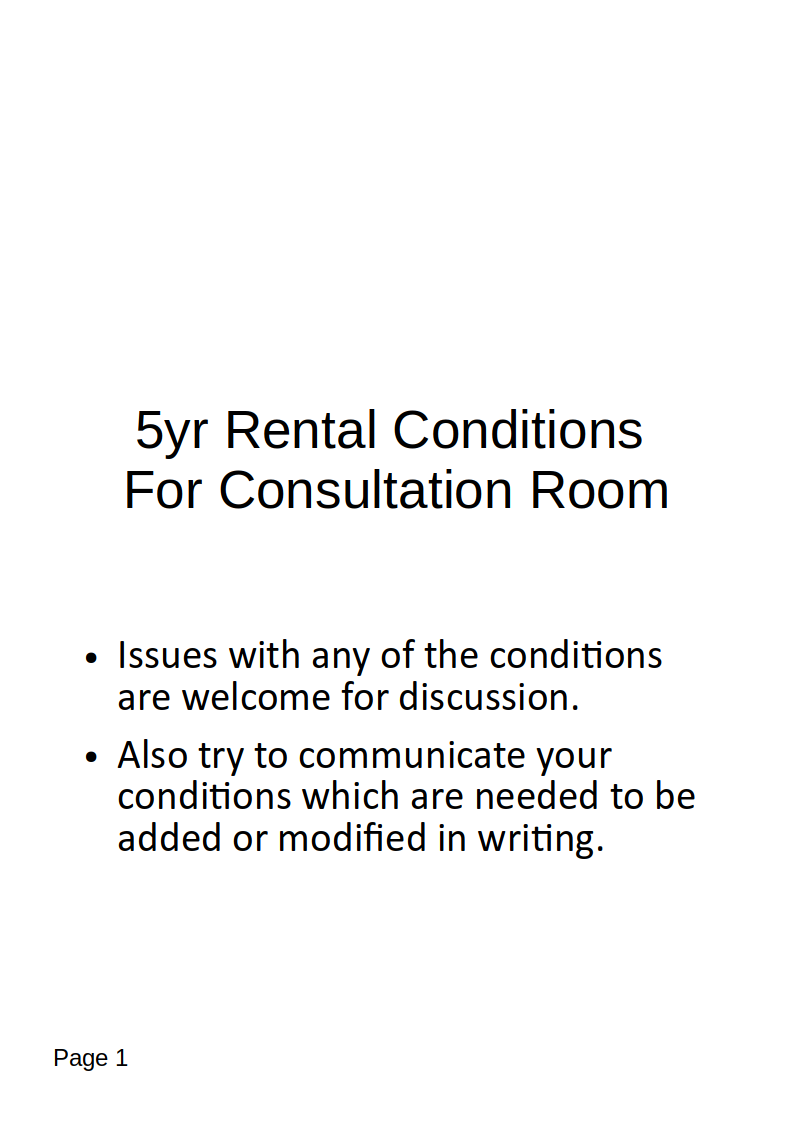 5yr Rental Conditions
For Consultation Room
• Issues with any of the conditions
are welcome for discussion.
• Also try to communicate your
conditions which are needed to be
added or modified in writing.
Page 1